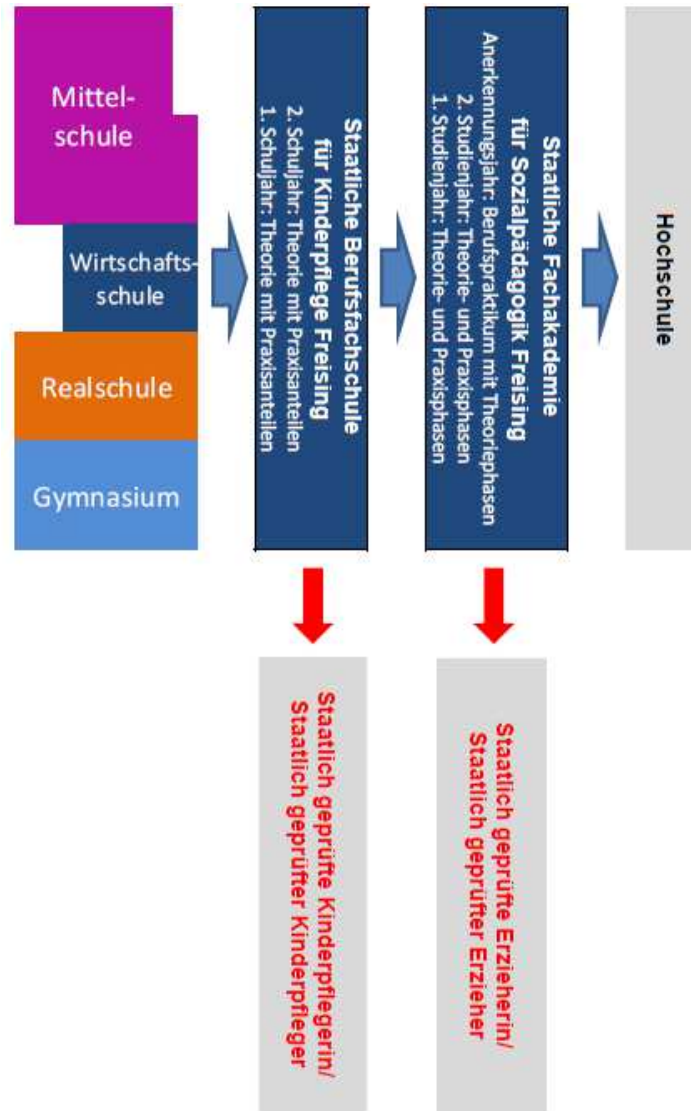 Mittel-
schule
Wirtschafts-
schule
Realschule
Gymnasium
Staatliche Berufsfachschule
für Kinderpflege Freising
2. Schuljahr: Theorie mit Praxisanteilen
1. Schuljahr: Theorie mit Praxisanteilen
Staatliche Fachakademie
für Sozialpädagogik Freising
Anerkennungsjahr: Berufspraktikum mit Theoriephasen
2. Studienjahr: Theorie- und Praxisphasen
1. Studienjahr: Theorie- und Praxisphasen
Hochschule
Staatlich geprüfte Kinderpflegerin/
Staatlich geprüfter Kinderpfleger
Staatlich geprüfte Erzieherin/
Staatlich geprüfter Erzieher